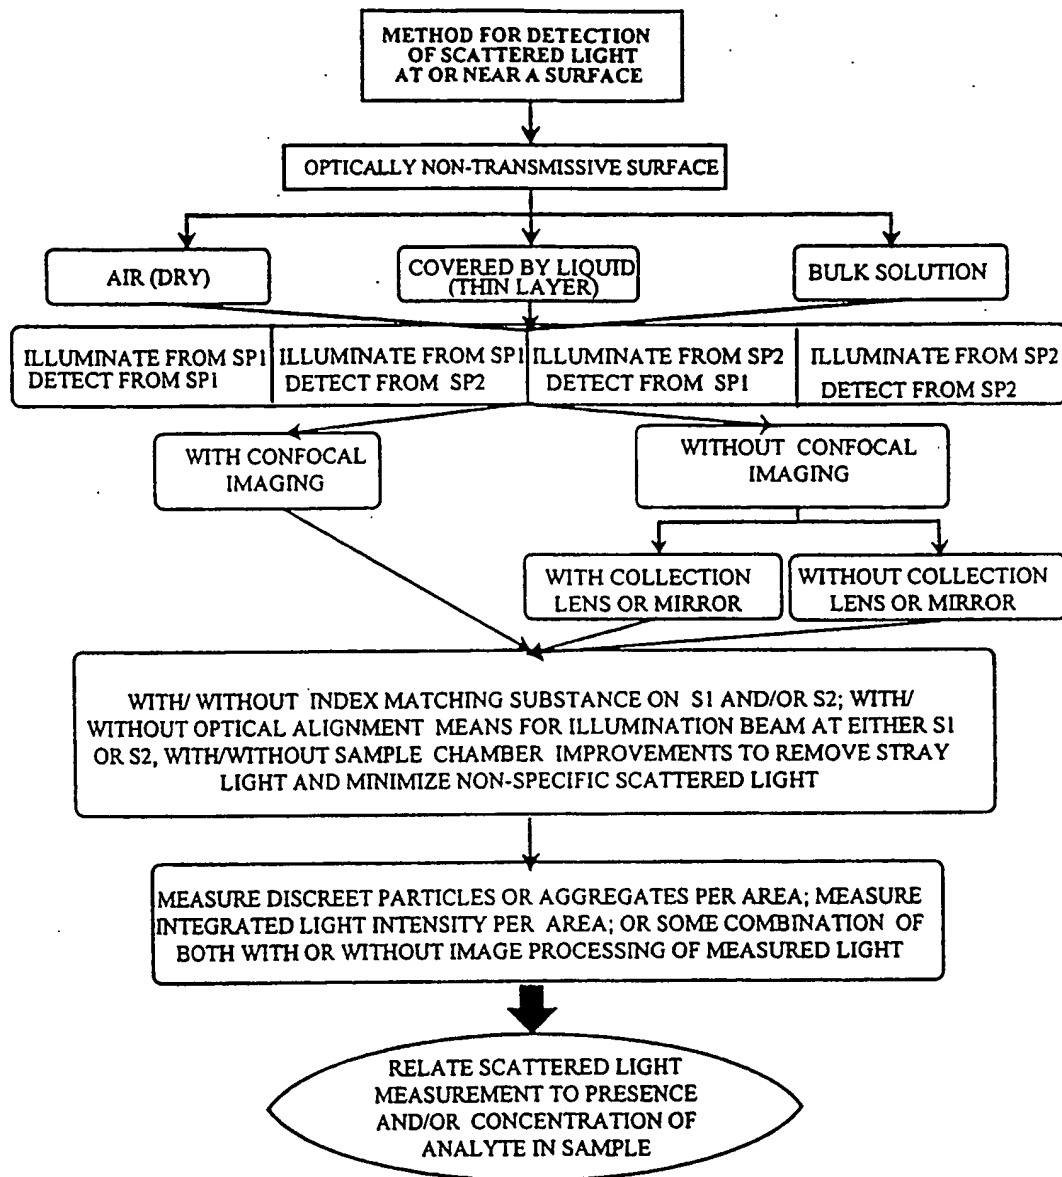 METHOD FOR DETECTION
OF SCATTERED LIGHT
AT OR NEAR A SURFACE
OPTICALLY NON-TRANSMISSIVE SURFACE
AIR (DRY)
COVERED BY LIQUID
(THIN LAYER)
BULK SOLUTION
ILLUMINATE FROM SP1
DETECT FROM SP1
ILLUMINATE FROM SP1
DETECT FROM SP2
ILLUMINATE FROM SP2
DETECT FROM SP1
ILLUMINATE FROM SP2
DETECT FROM SP2
WITH CONFOCAL
IMAGING
WITHOUT CONFOCAL
IMAGING
WITH COLLECTION
LENS OR MIRROR
WITHOUT COLLECTION
LENS OR MIRROR
WITH/ WITHOUT INDEX MATCHING SUBSTANCE ON S1 AND/OR S2; WITH/
WITHOUT OPTICAL ALIGNMENT MEANS FOR ILLUMINATION BEAM AT EITHER S1
OR S2, WITH/WITHOUT SAMPLE CHAMBER IMPROVEMENTS TO REMOVE STRAY
LIGHT AND MINIMIZE NON-SPECIFIC SCATTERED LIGHT
MEASURE DISCREET PARTICLES OR AGGREGATES PER AREA; MEASURE
INTEGRATED LIGHT INTENSITY PER AREA; OR SOME COMBINATION OF
BOTH WITH OR WITHOUT IMAGE PROCESSING OF MEASURED LIGHT
RELATE SCATTERED LIGHT
MEASUREMENT TO PRESENCE
AND/OR CONCENTRATION OF
ANALYTE IN SAMPLE